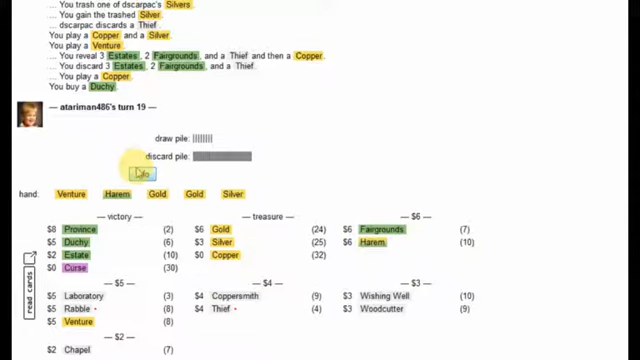 ... You trash one of dscarpac's Silvers.
... You gain the trashed Silver.
... dscarpac discards a Thief.
You play a Copper and a Silver.
You play a Venture.
... You reveal 3 Estates, 2 Fairgrounds, and a Thief and then a Copper.
... You discard 3 Estates, 2 Fairgrounds, and a Thief.
... You play a Copper.
You buy a Duchy.
— atariman486's turn 19 —
draw pile:
discard pile:
hand: Venture Harem Gold Gold Silver
— victory — — treasure — — $6 —
$8 Province (2) $6 Gold (24) $6 Fairgrounds (7)
$5 Duchy (6) $3 Silver (25) $6 Harem (10)
$2 Estate (10) $0 Copper (32)
$0 Curse (30)
read cards
— $5 — — $4 — — $3 —
$5 Laboratory (3) $4 Coppersmith (9) $3 Wishing Well (10)
$5 Rabble • (8) $4 Thief • (4) $3 Woodcutter (9)
$5 Venture (8)
— $2 —
$2 Chapel (7)